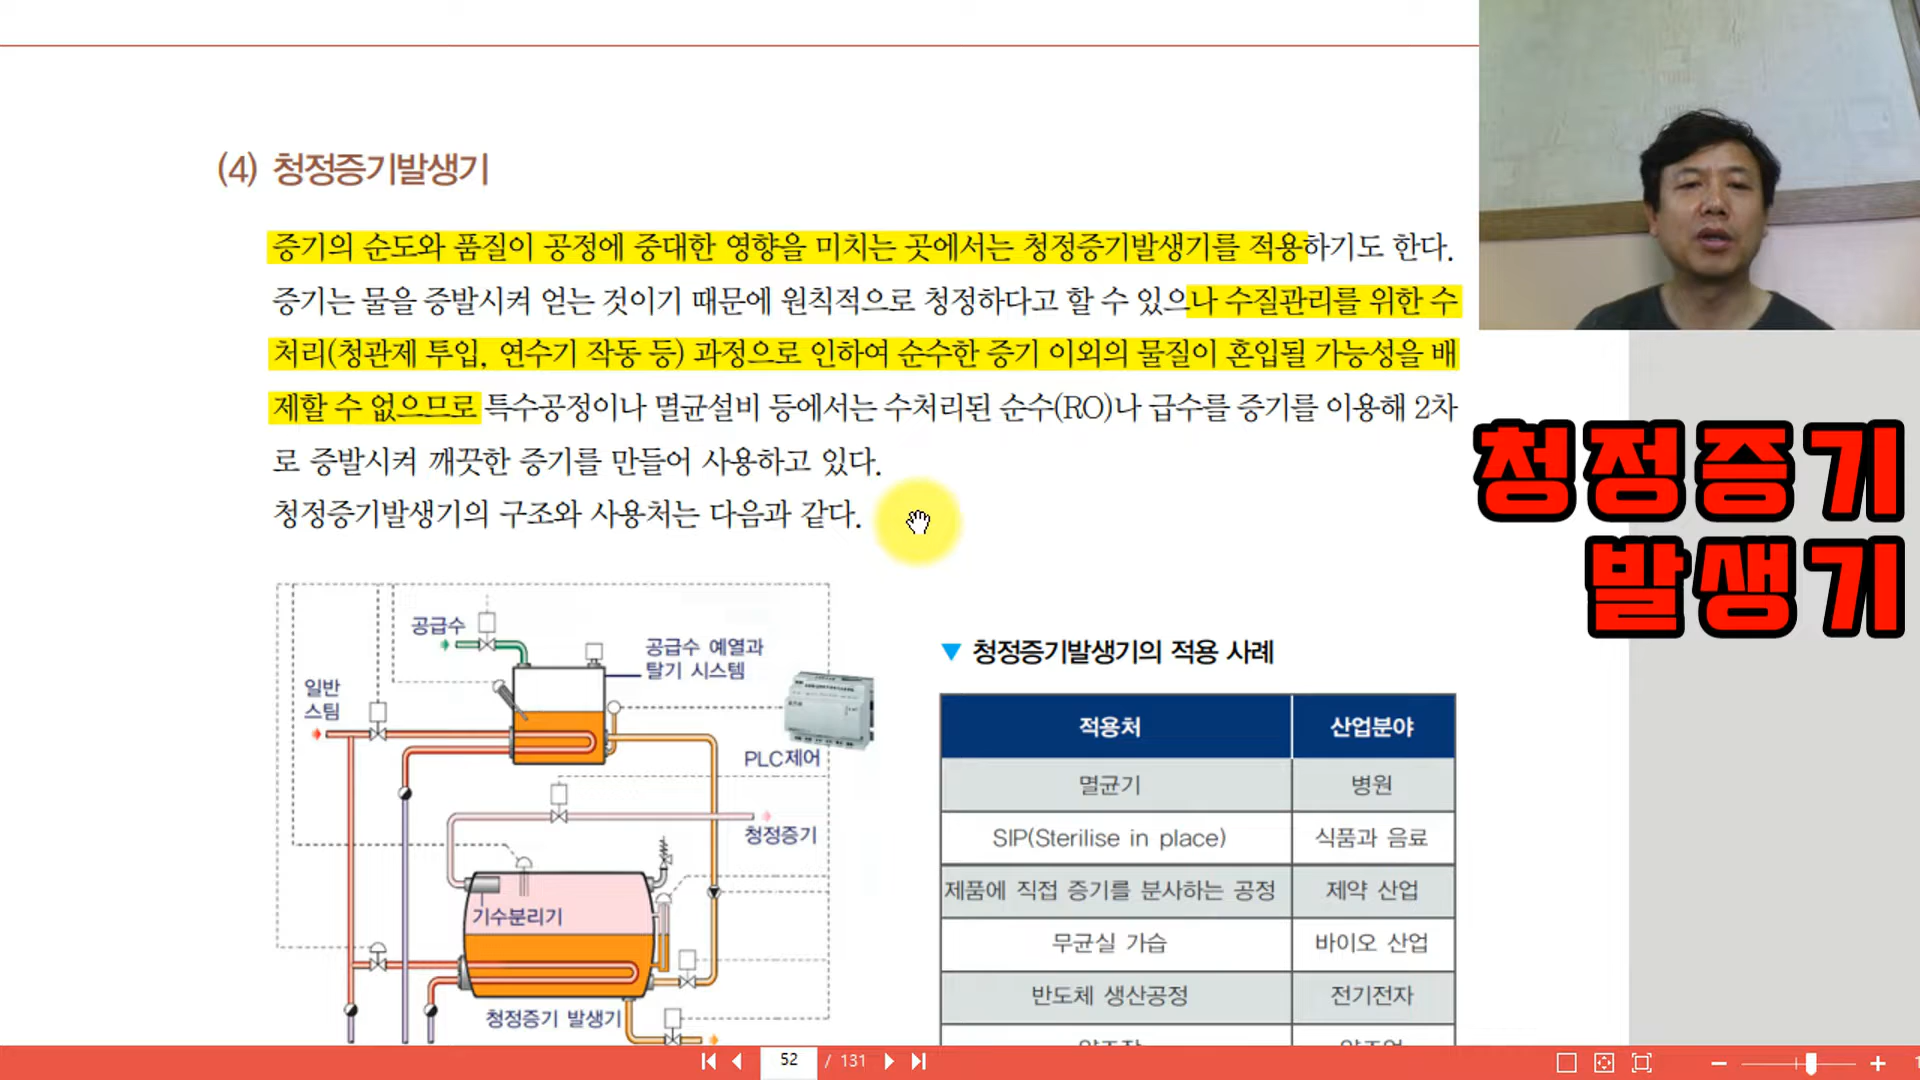 (4) 청정증기발생기
증기의 순도와 품질이 공정에 중대한 영향을 미치는 곳에서는 청정증기발생기를 적용하기도 한다.
증기는 물을 증발시켜 얻는 것이기 때문에 원칙적으로 청정하다고 할 수 있으나 수질관리를 위한 수
처리(청관제 투입, 연수기 작동 등) 과정으로 인하여 순수한 증기 이외의 물질이 혼입될 가능성을 배
제할 수 없으므로 특수공정이나 멸균설비 등에서는 수처리된 순수(RO)나 급수를 증기를 이용해 2차
로 증발시켜 깨끗한 증기를 만들어 사용하고 있다.
청정증기발생기의 구조와 사용처는 다음과 같다.
청정증기
발생기
공급수
공급수 예열과
탈기 시스템
일반
스팀
PLC제어
청정증기
기수분리기
청정증기 발생기
▼ 청정증기발생기의 적용 사례
적용처 산업분야
멸균기 병원
SIP(Sterilise in place) 식품과 음료
제품에 직접 증기를 분사하는 공정 제약 산업
무균실 가습 바이오 산업
반도체 생산공정 전기전자
52 / 131